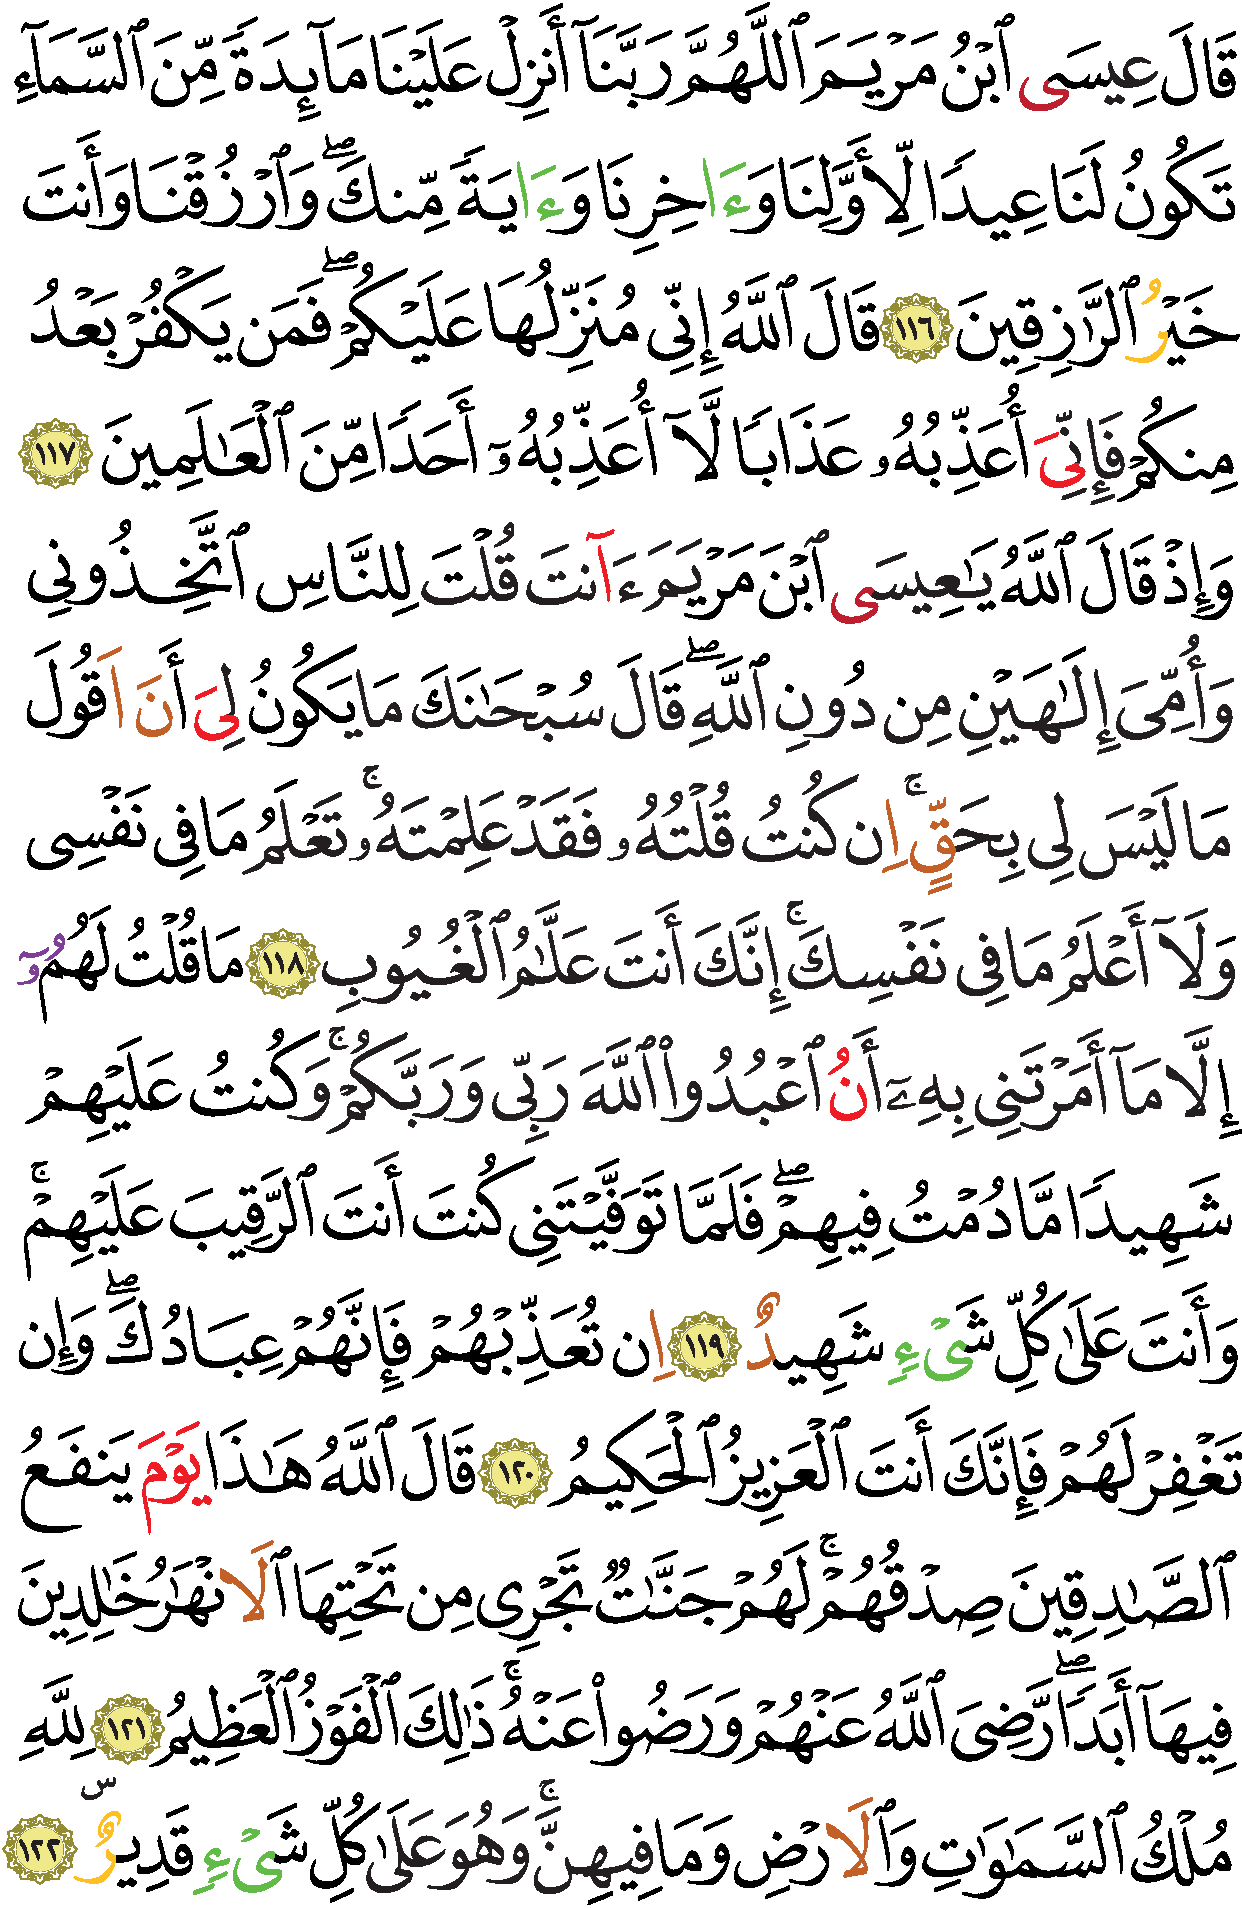 قَالَ عِيسَى ٱبْنُ مَرْيَمَ ٱللَّهُمَّ رَبَّنَآ أَنزِلْ عَلَيْنَا مَآئِدَةً مِّنَ ٱلسَّمَآءِ
تَكُونُ لَنَا عِيدًا لِّأَوَّلِنَا وَءَاخِرِنَا وَءَايَةً مِّنكَۖ وَٱرْزُقْنَا وَأَنتَ
خَيْرُ ٱلرَّٰزِقِينَ ١١٦ قَالَ ٱللَّهُ إِنِّي مُنَزِّلُهَا عَلَيْكُمْۖ فَمَن يَكْفُرْ بَعْدُ
مِنكُمْ فَإِنِّيَ أُعَذِّبُهُۥ عَذَابًا لَّآ أُعَذِّبُهُۥٓ أَحَدًا مِّنَ ٱلْعَٰلَمِينَ ١١٧
وَإِذْ قَالَ ٱللَّهُ يَٰعِيسَى ٱبْنَ مَرْيَمَ ءَآنتَ قُلْتَ لِلنَّاسِ ٱتَّخِذُونِي
وَأُمِّيَ إِلَٰهَيْنِ مِن دُونِ ٱللَّهِۖ قَالَ سُبْحَٰنَكَ مَا يَكُونُ لِيَ أَنَ اَقُولَ
مَا لَيْسَ لِي بِحَقٍّۚ اِن كُنتُ قُلْتُهُۥ فَقَدْ عَلِمْتَهُۥۚ تَعْلَمُ مَا فِي نَفْسِي
وَلَآ أَعْلَمُ مَا فِي نَفْسِكَۚ إِنَّكَ أَنتَ عَلَّٰمُ ٱلْغُيُوبِ ١١٨ مَا قُلْتُ لَهُمُۥٓ
إِلَّا مَآ أَمَرْتَنِي بِهِۦٓ أَنُ ٱعْبُدُواْ ٱللَّهَ رَبِّي وَرَبَّكُمْۚ وَكُنتُ عَلَيْهِمْ
شَهِيدًا مَّا دُمْتُ فِيهِمْۖ فَلَمَّا تَوَفَّيْتَنِي كُنتَ أَنتَ ٱلرَّقِيبَ عَلَيْهِمْۚ
وَأَنتَ عَلَىٰ كُلِّ شَيْءٍ شَهِيدٌ ١١٩ اِن تُعَذِّبْهُمْ فَإِنَّهُمْ عِبَادُكَۖ وَإِن
تَغْفِرْ لَهُمْ فَإِنَّكَ أَنتَ ٱلْعَزِيزُ ٱلْحَكِيمُ ١٢٠ قَالَ ٱللَّهُ هَٰذَا يَوْمَ يَنفَعُ
ٱلصَّٰدِقِينَ صِدْقُهُمْۚ لَهُمْ جَنَّٰتٌ تَجْرِي مِن تَحْتِهَا ٱلَانْهَٰرُ خَٰلِدِينَ
فِيهَآ أَبَدًاۖ رَّضِيَ ٱللَّهُ عَنْهُمْ وَرَضُواْ عَنْهُۚ ذَٰلِكَ ٱلْفَوْزُ ٱلْعَظِيمُ ١٢١ لِلَّهِ
مُلْكُ ٱلسَّمَٰوَٰتِ وَٱلَارْضِ وَمَا فِيهِنَّۚ وَهُوَ عَلَىٰ كُلِّ شَيْءٍ قَدِيرٌۜ ١٢٢